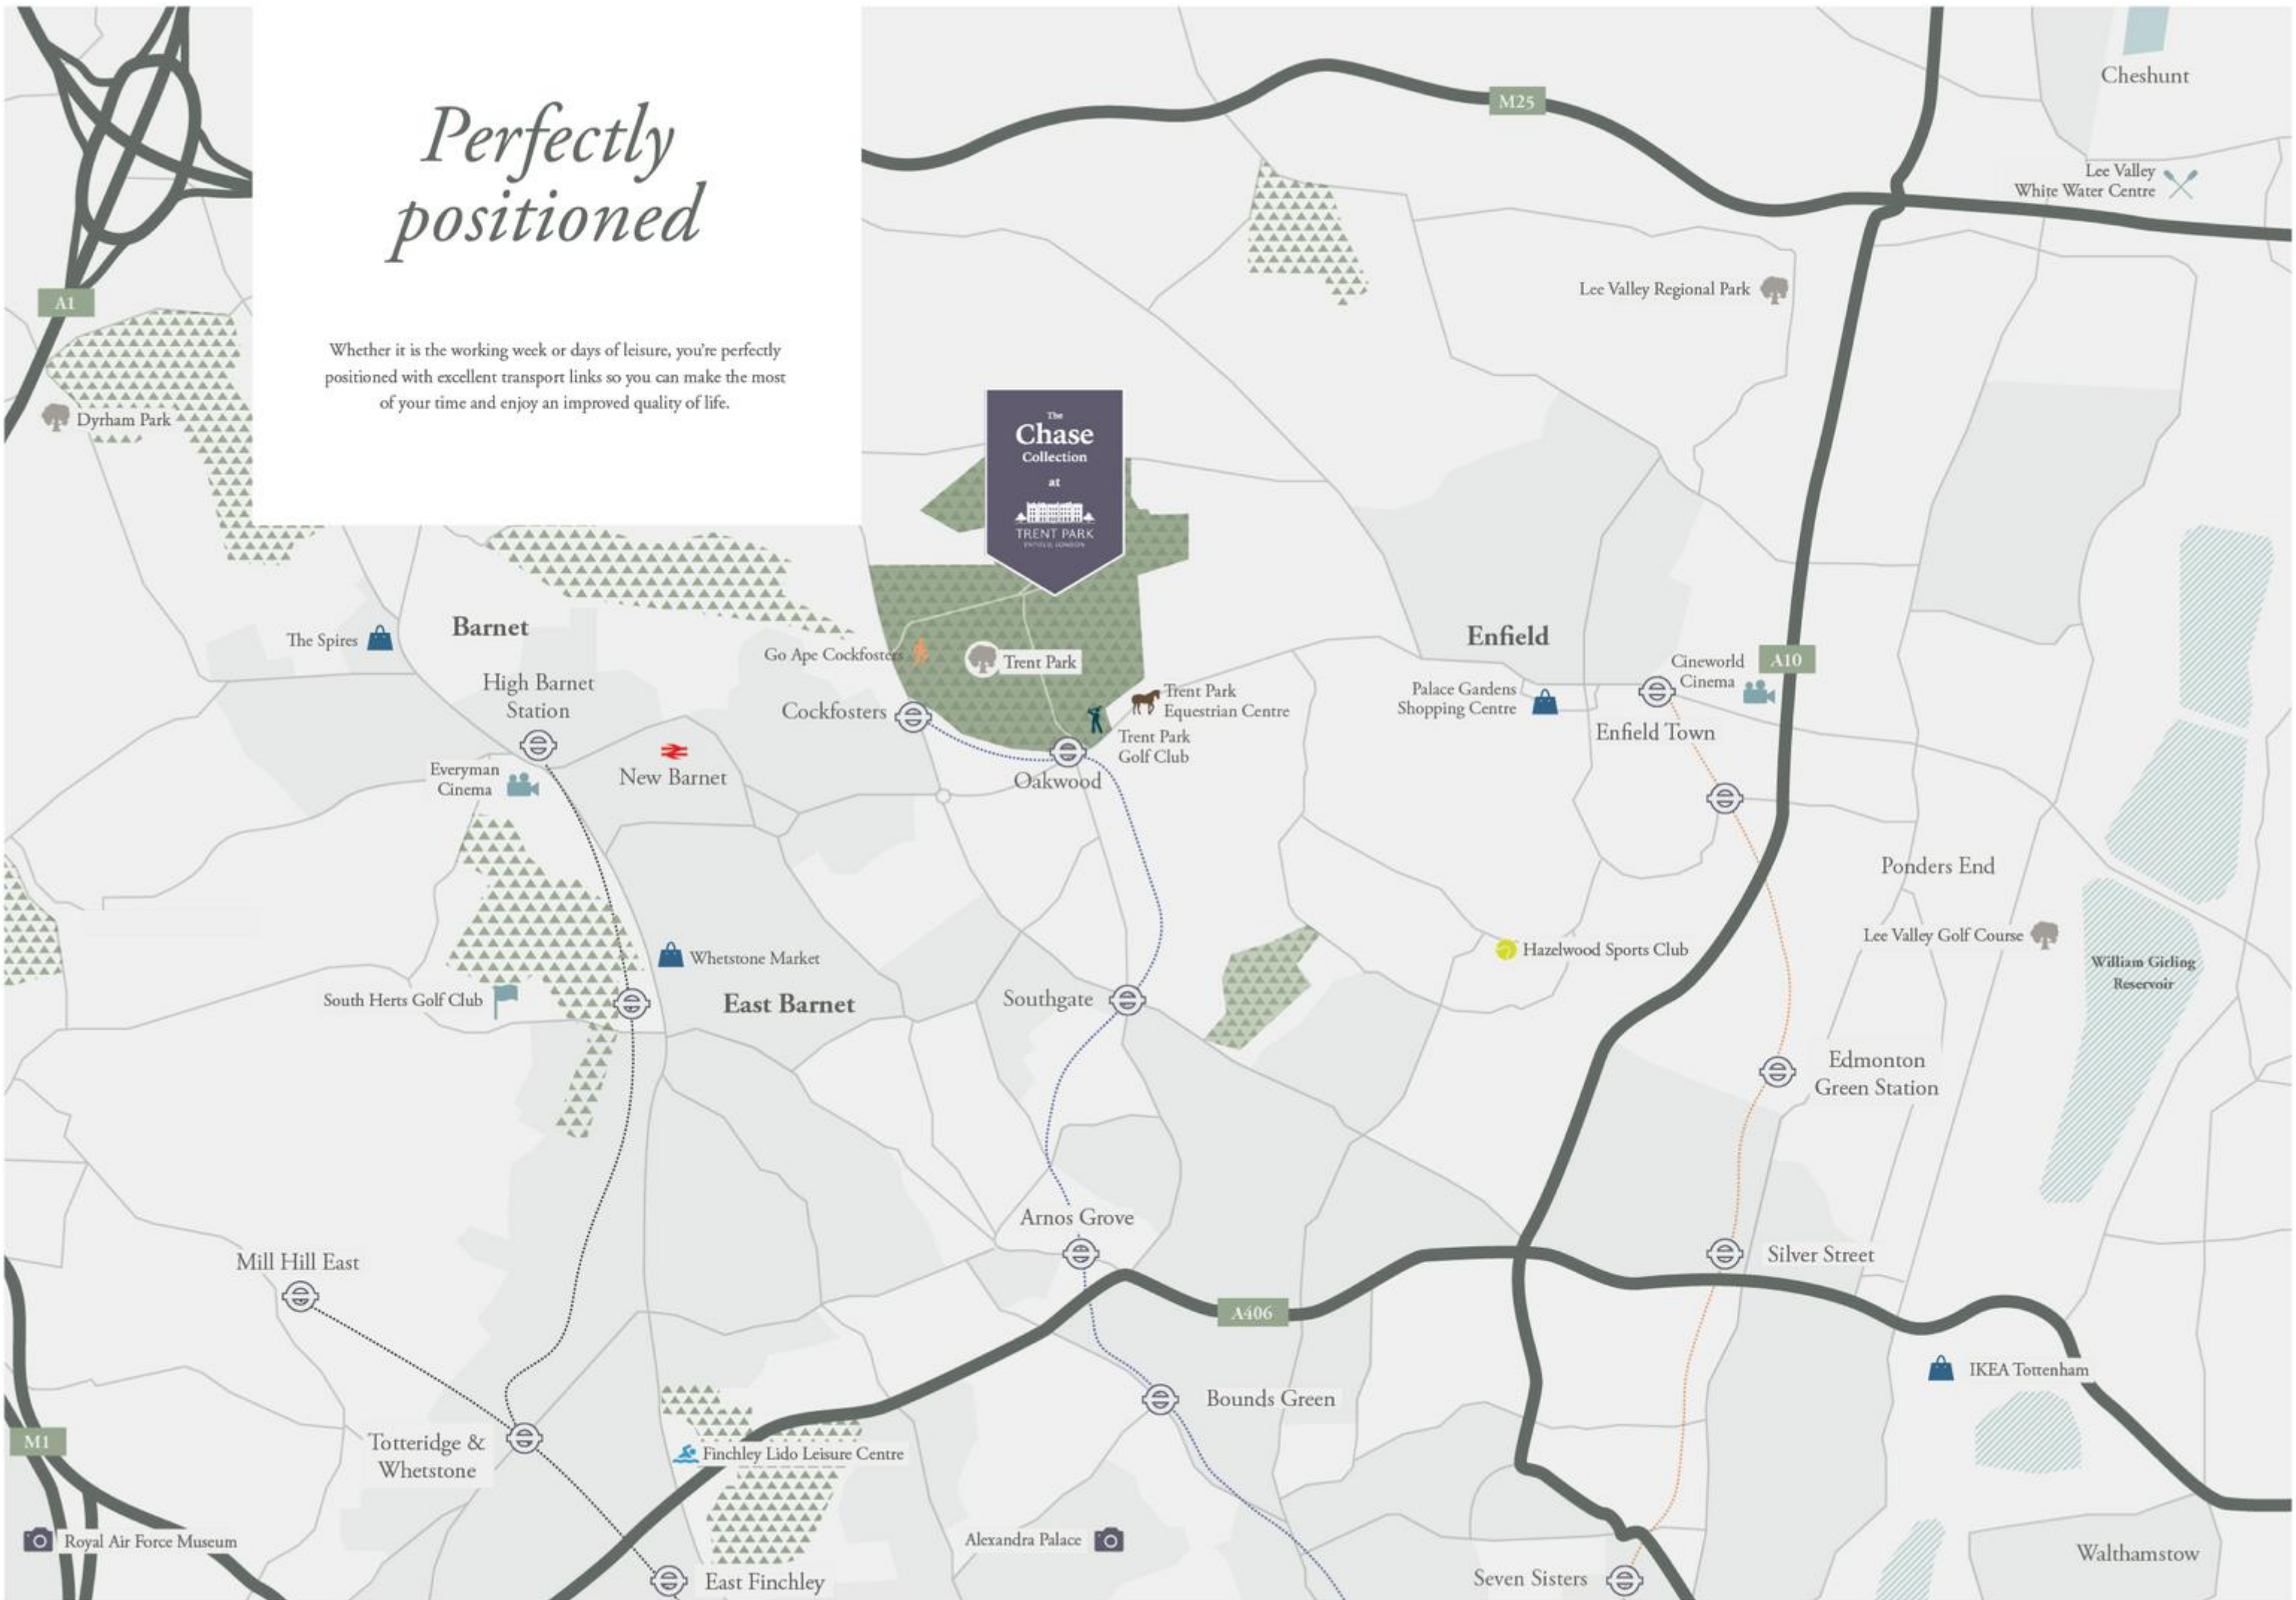 Perfectly
positioned
Whether it is the working week or days of leisure, you're perfectly
positioned with excellent transport links so you can make the most
of your time and enjoy an improved quality of life.
M25
Cheshunt
Lee Valley
White Water Centre
A1
Lee Valley Regional Park
Dyrham Park
The
Chase
Collection
at
TRENT PARK
ENFIELD, LONDON
Barnet
The Spires
Go Ape Cockfosters
Trent Park
Enfield
Cineworld
Cinema
A10
High Barnet
Station
Cockfosters
Trent Park
Equestrian Centre
Palace Gardens
Shopping Centre
Enfield Town
Trent Park
Golf Club
Everyman
Cinema
New Barnet
Oakwood
Ponders End
Whetstone Market
Hazelwood Sports Club
Lee Valley Golf Course
William Girling
Reservoir
South Herts Golf Club
East Barnet
Southgate
Edmonton
Green Station
Arnos Grove
Mill Hill East
Silver Street
A406
IKEA Tottenham
Bounds Green
M1
Totteridge &
Whetstone
Finchley Lido Leisure Centre
Royal Air Force Museum
Alexandra Palace
East Finchley
Seven Sisters
Walthamstow